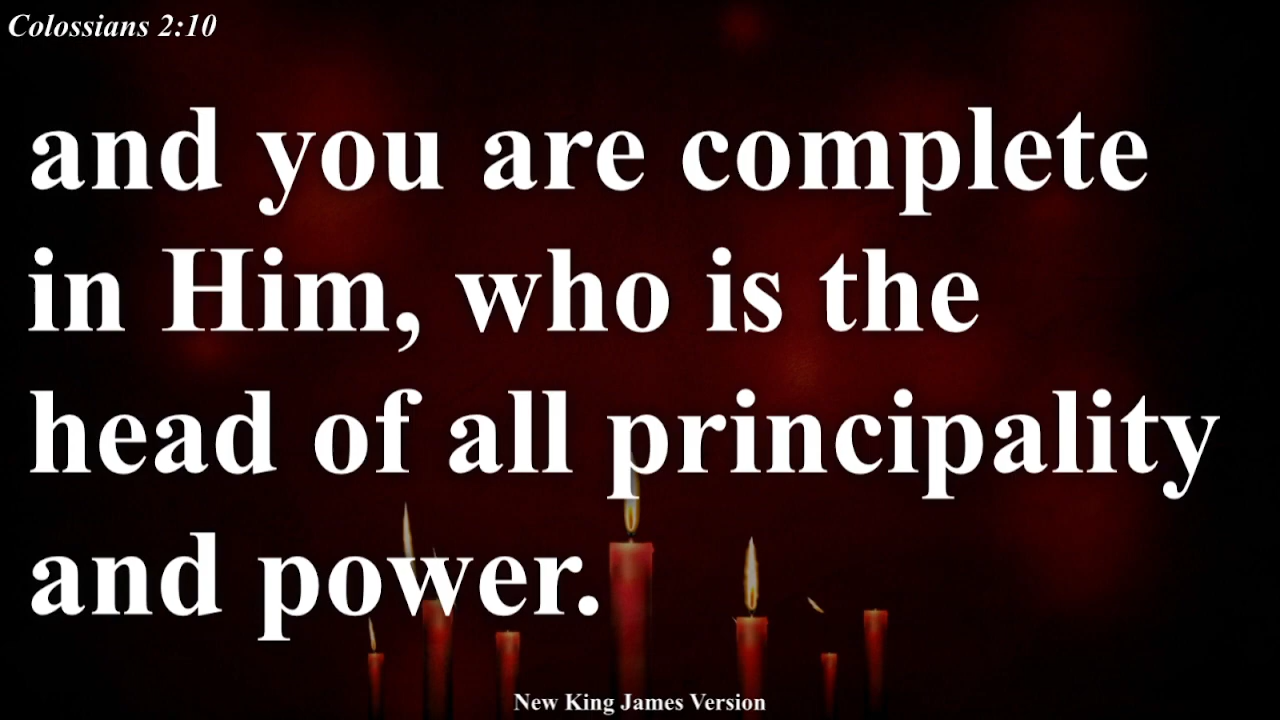 Colossians 2:10
and you are complete
in Him, who is the
head of all principality
and power.
New King James Version